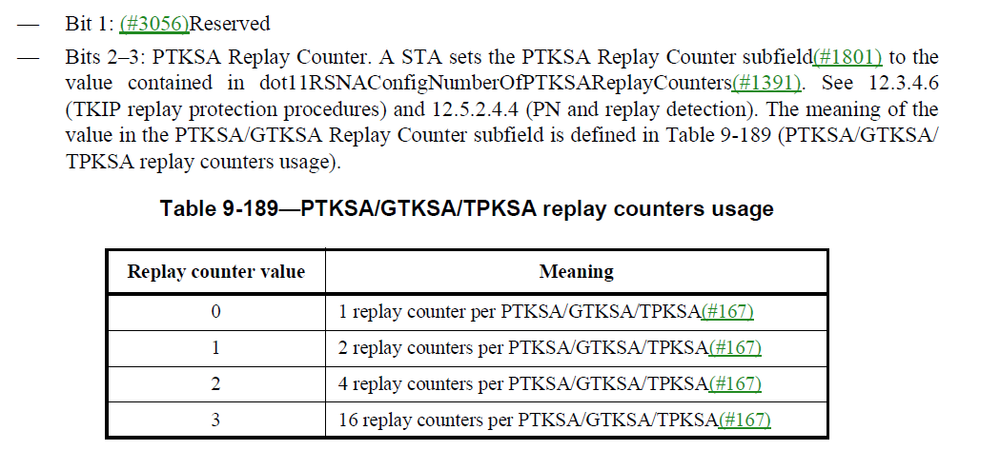 — Bit 1: (#3056)Reserved
— Bits 2–3: PTKSA Replay Counter. A STA sets the PTKSA Replay Counter subfield(#1801) to the
value contained in dot11RSNAConfigNumberOfPTKSAReplayCounters(#1391). See 12.3.4.6
(TKIP replay protection procedures) and 12.5.2.4.4 (PN and replay detection). The meaning of the
value in the PTKSA/GTKSA Replay Counter subfield is defined in Table 9-189 (PTKSA/GTKSA/
TPKSA replay counters usage).
Table 9-189—PTKSA/GTKSA/TPKSA replay counters usage
Replay counter value Meaning
0 1 replay counter per PTKSA/GTKSA/TPKSA(#167)
1 2 replay counters per PTKSA/GTKSA/TPKSA(#167)
2 4 replay counters per PTKSA/GTKSA/TPKSA(#167)
3 16 replay counters per PTKSA/GTKSA/TPKSA(#167)